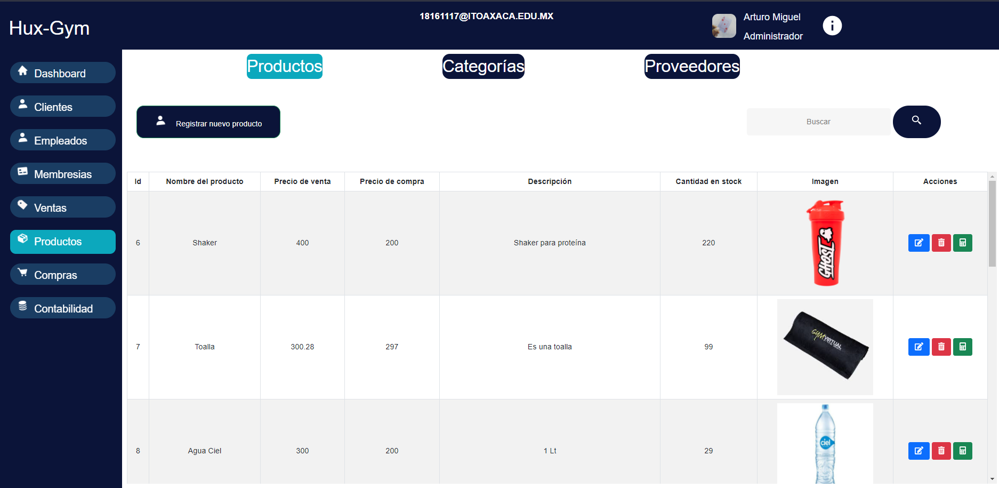 18161117@ITOAXACA.EDU.MX
Arturo Miguel
Administrador
Hux-Gym
Dashboard
Clientes
Empleados
Membresias
Ventas
Productos
Compras
Contabilidad
Productos Categorías Proveedores
Registrar nuevo producto
Buscar
Id Nombre del producto Precio de venta Precio de compra Descripción Cantidad en stock Imagen Acciones
6 Shaker 400 200 Shaker para proteína 220
GHOST
7 Toalla 300.28 297 Es una toalla 99
GYMVIRTUAL
8 Agua Ciel 300 200 1 Lt 29
ciel